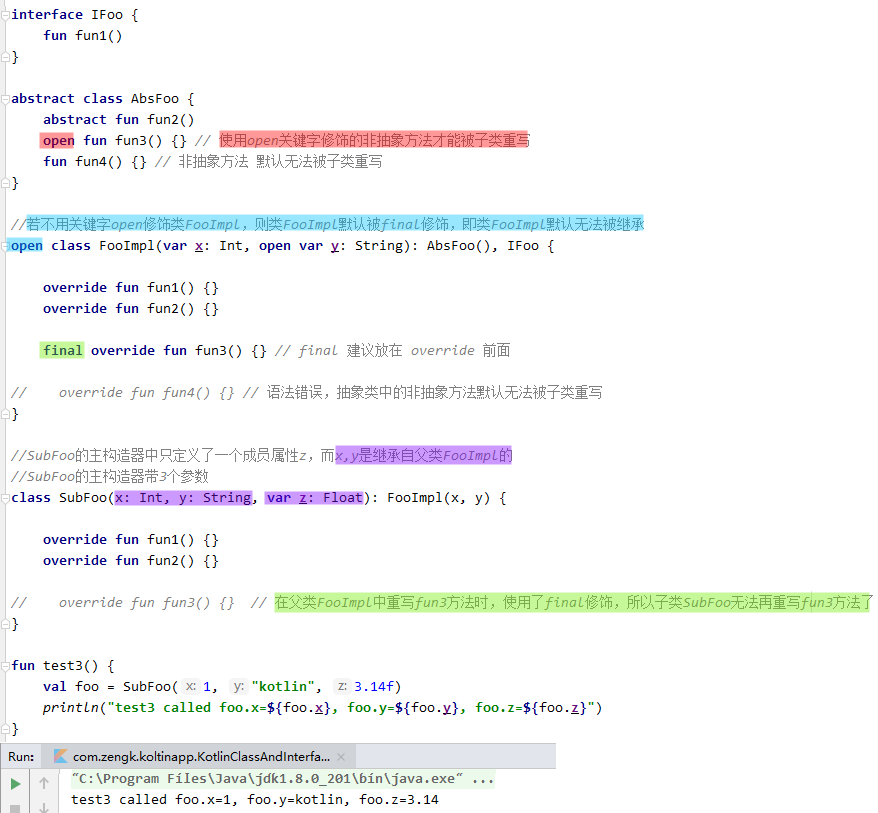 interface IFoo {
    fun fun1()
}
abstract class AbsFoo {
    abstract fun fun2()
    open fun fun3() {} // 使用open关键字修饰的非抽象方法才能被子类重写
    fun fun4() {} // 非抽象方法 默认无法被子类重写
}
//若不用关键字open修饰类FooImpl，则类FooImpl默认被final修饰，即类FooImpl默认无法被继承
open class FooImpl(var x: Int, open var y: String): AbsFoo(), IFoo {
    override fun fun1() {}
    override fun fun2() {}
    final override fun fun3() {} // final 建议放在 override 前面
//    override fun fun4() {} // 语法错误，抽象类中的非抽象方法默认无法被子类重写
}
//SubFoo的主构造器中只定义了一个成员属性z，而x,y是继承自父类FooImpl的
//SubFoo的主构造器带3个参数
class SubFoo(x: Int, y: String, var z: Float): FooImpl(x, y) {
    override fun fun1() {}
    override fun fun2() {}
//    override fun fun3() {}  // 在父类FooImpl中重写fun3方法时，使用了final修饰，所以子类SubFoo无法再重写fun3方法了
}
fun test3() {
    val foo = SubFoo( x: 1,  y: "kotlin",  z: 3.14f)
    println("test3 called foo.x=${foo.x}, foo.y=${foo.y}, foo.z=${foo.z}")
}
Run: com.zengk.koltinapp.KotlinClassAndInterfa... ×
"C:\Program Files\Java\jdk1.8.0_201\bin\java.exe" ...
test3 called foo.x=1, foo.y=kotlin, foo.z=3.14